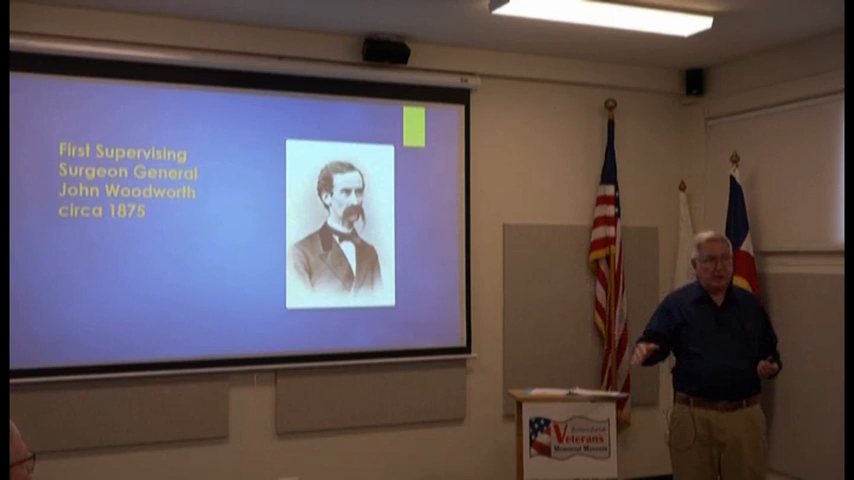 First Supervising
Surgeon General
John Woodworth
circa 1875
Veterans
Memorial Museum